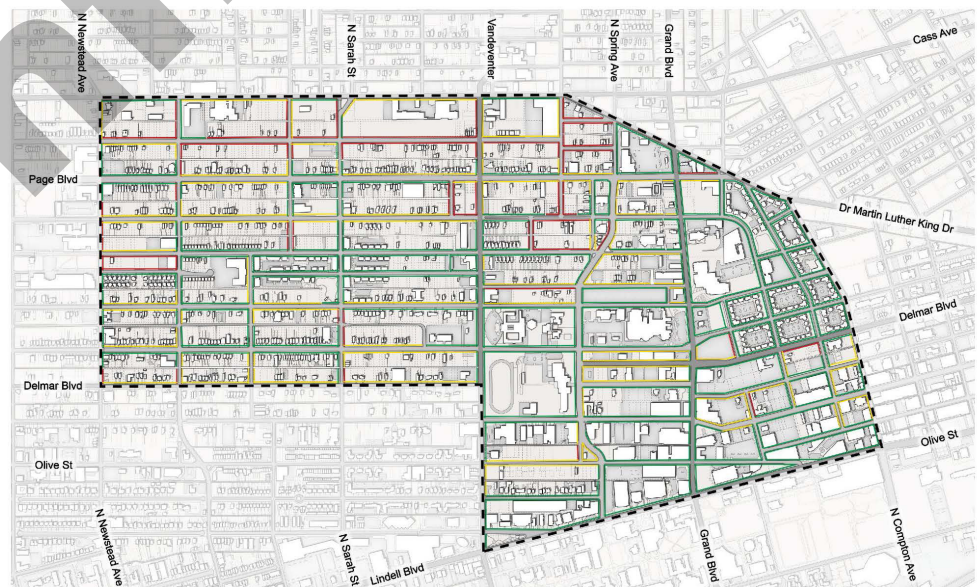 N Newstead Ave
N Sarah St
Vandeventer
N Spring Ave
Grand Blvd
Cass Ave
Page Blvd
Dr Martin Luther King Dr
Delmar Blvd
Delmar Blvd
Olive St
Olive St
N Newstead Ave
N Sarah St
Lindell Blvd
Grand Blvd
N Compton Ave